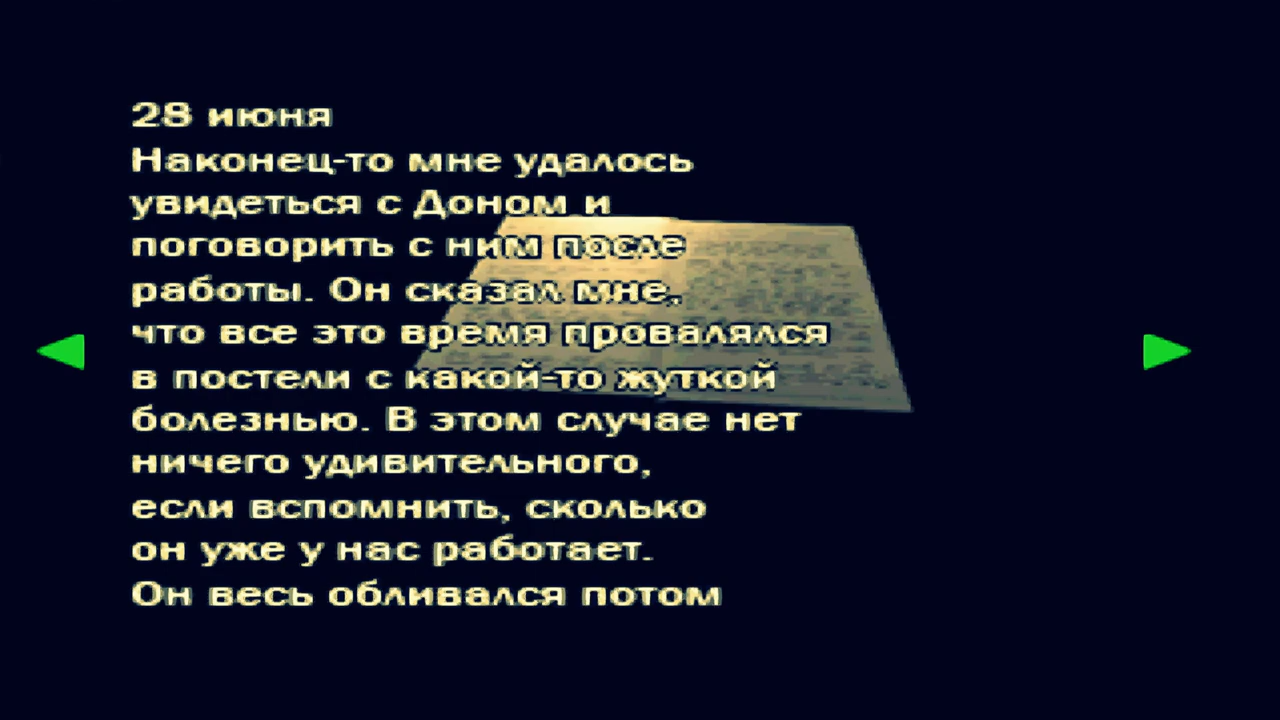 28 июня
Наконец-то мне удалось
увидеться с Доном и
поговорить с ним после
работы. Он сказал мне,
что все это время провалялся
в постели с какой-то жуткой
болезнью. В этом случае нет
ничего удивительного,
если вспомнить, сколько
он уже у нас работает.
Он весь обливался потом